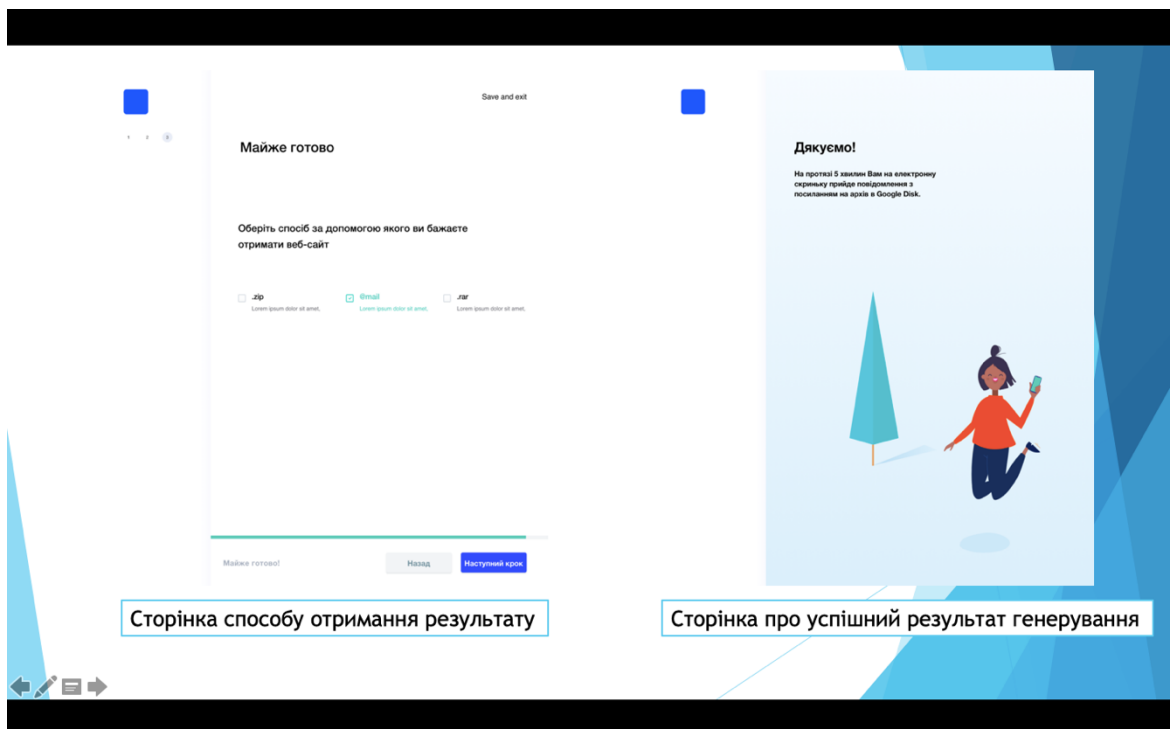 Save and exit
Майже готово
Оберіть спосіб за допомогою якого ви бажаєте
отримати веб-сайт
.zip
Lorem ipsum dolor sit amet.
@mail
Lorem ipsum dolor sit amet.
.rar
Lorem ipsum dolor sit amet.
Майже готово!
Назад
Наступний крок
Сторінка способу отримання результату
Дякуємо!
На протязі 5 хвилин Вам на електронну
скриньку прийде повідомлення з
посиланням на архів в Google Disk.
Сторінка про успішний результат генерування